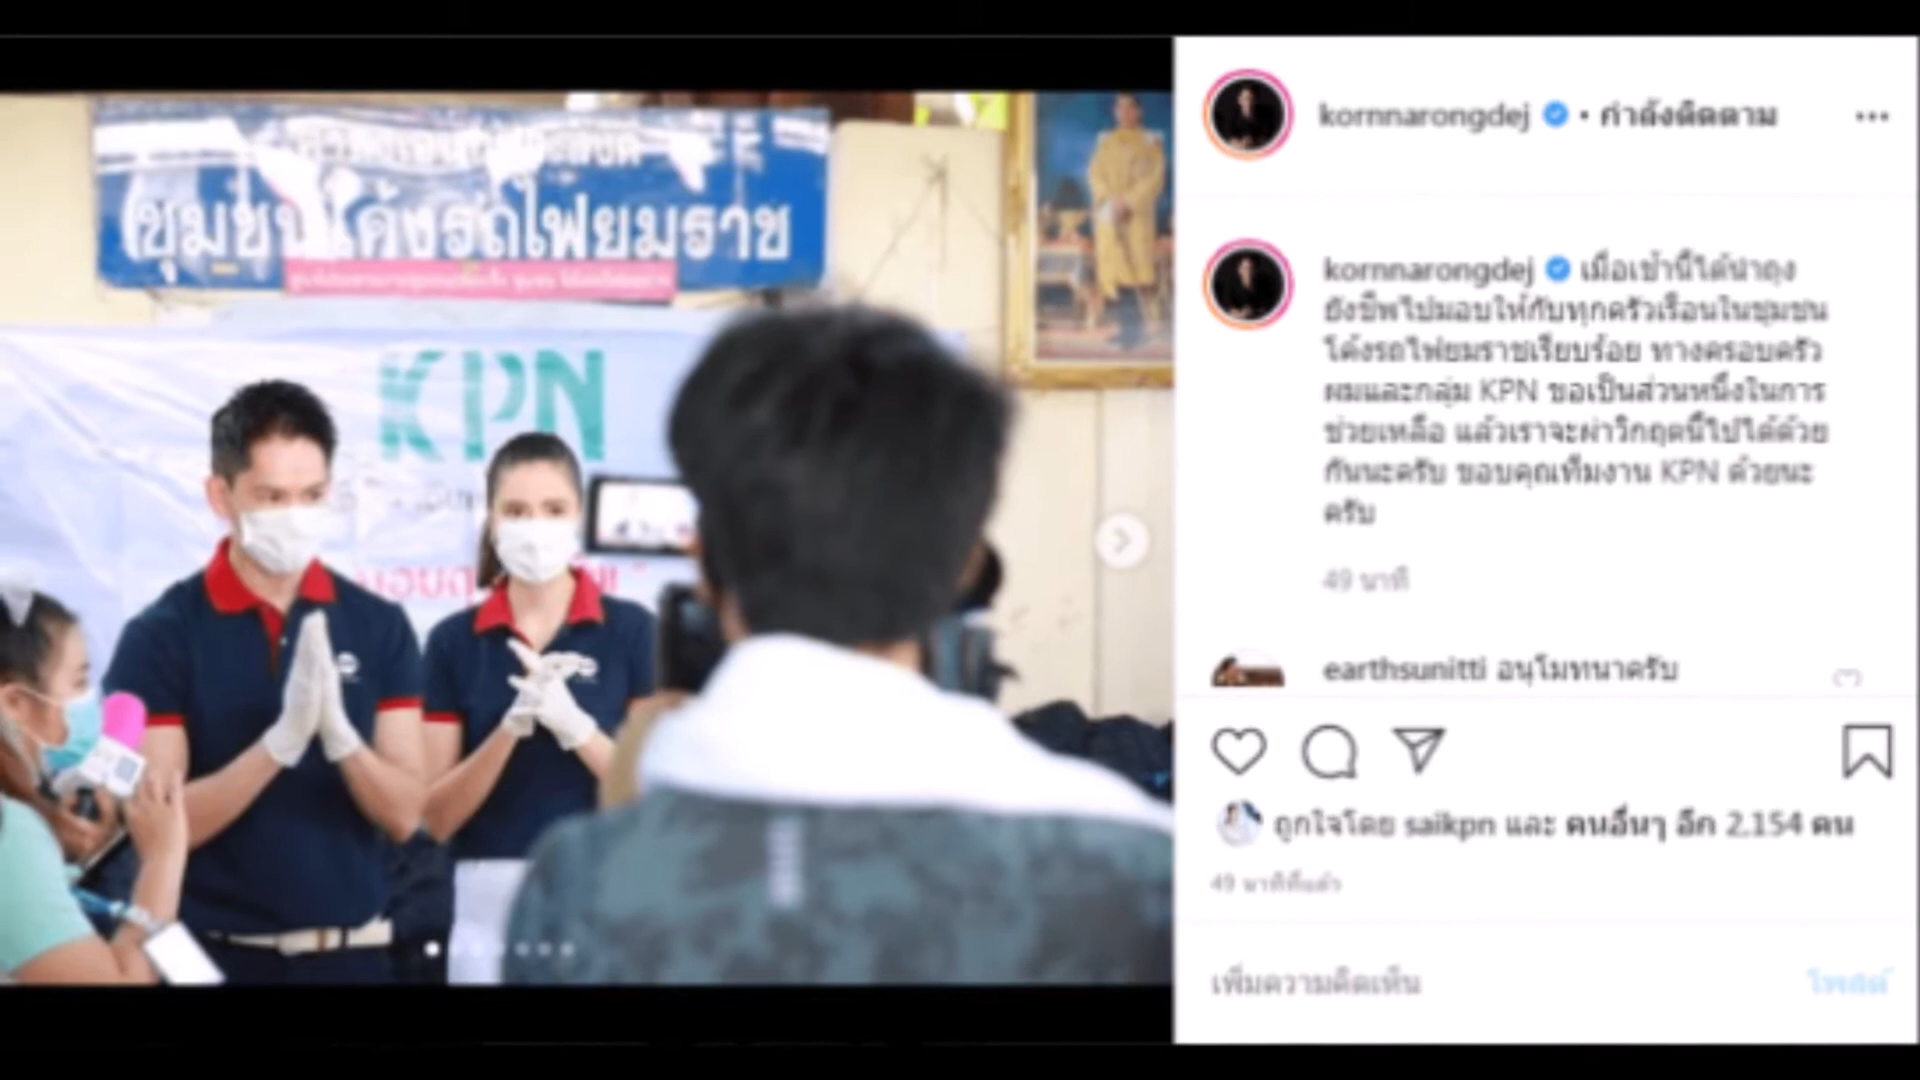 ชุมชนโค้งรถไฟยมราช
KPN
kornnarongdej • กำลังติดตาม
kornnarongdej เมื่อเช้านี้ได้นำถุง
ยังชีพไปมอบให้กับทุกครัวเรือนในชุมชน
โค้งรถไฟยมราชเรียบร้อย ทางครอบครัว
ผมและกลุ่ม KPN ขอเป็นส่วนหนึ่งในการ
ช่วยเหลือ แล้วเราจะผ่าวิกฤตนี้ไปได้ด้วย
กันนะครับ ขอบคุณทีมงาน KPN ด้วยนะ
ครับ
49 นาที
earthsunitti อนุโมทนาครับ
ถูกใจโดย saikpn และ คนอื่นๆ อีก 2,154 คน
49 นาทีที่แล้ว
เพิ่มความคิดเห็น
โพสต์